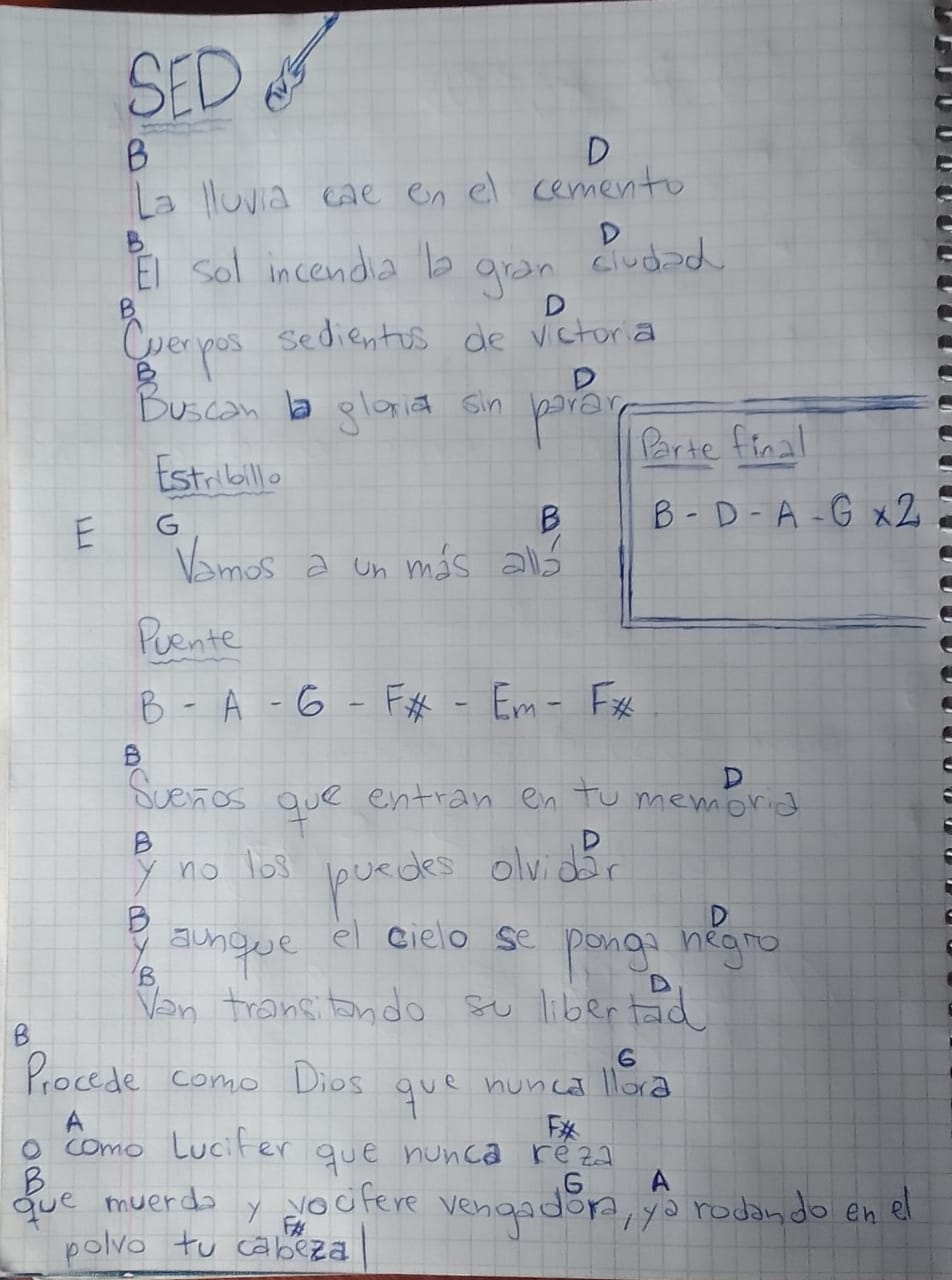 SED
B D
La lluvia cae en el cemento
B D
El sol incendia la gran ciudad
B D
Cuerpos sedientos de victoria
B D
Buscan la gloria sin parar
Estribillo
E G B
Vamos a un más allá
Parte final
B - D - A - G x2
Puente
B - A - G - F# - Em - F#
B D
Sueños que entran en tu memoria
B D
y no los puedes olvidar
B D
y aunque el cielo se ponga negro
B D
Van transitando su libertad
B G
Procede como Dios que nunca llora
A F#
o como Lucifer que nunca reza
B G A
que muerda y vocifere vengadora, ya rodando en el
F#
polvo tu cabeza